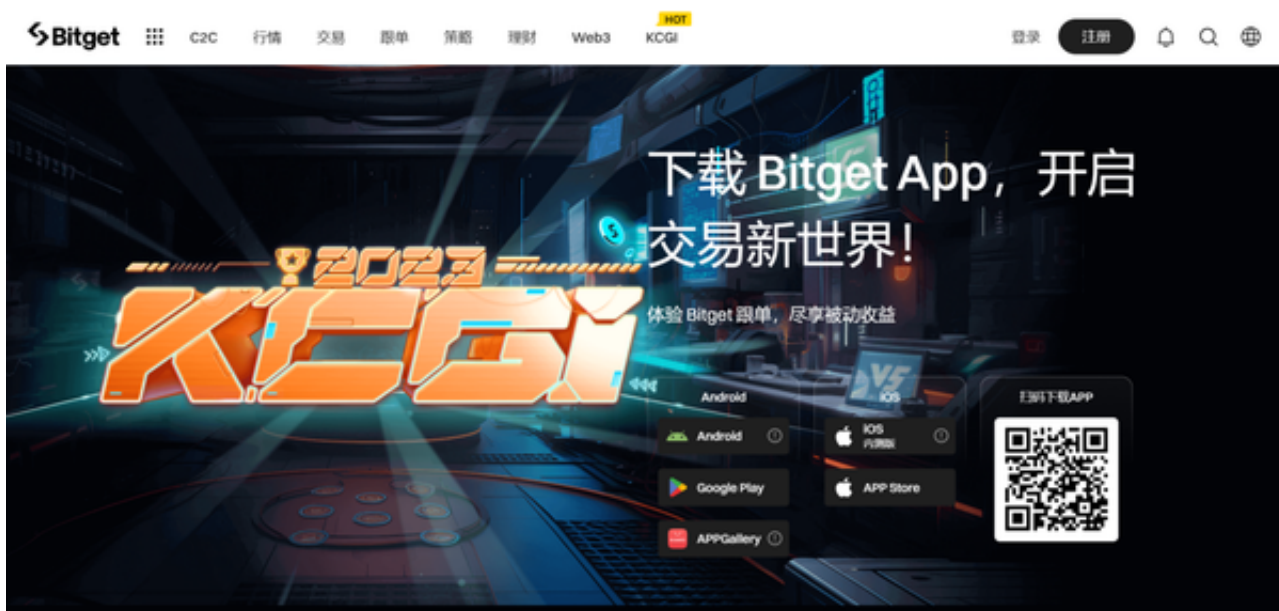 Bitget
C2C
行情
交易
跟单
策略
理财
Web3
HOT
KCGI
登录
注册
下载 Bitget App，开启
交易新世界！
体验 Bitget 跟单，尽享被动收益
2023
KCGI
VS
Android
iOS
扫码下载APP
Android
iOS
内测版
Google Play
APP Store
APPGallery